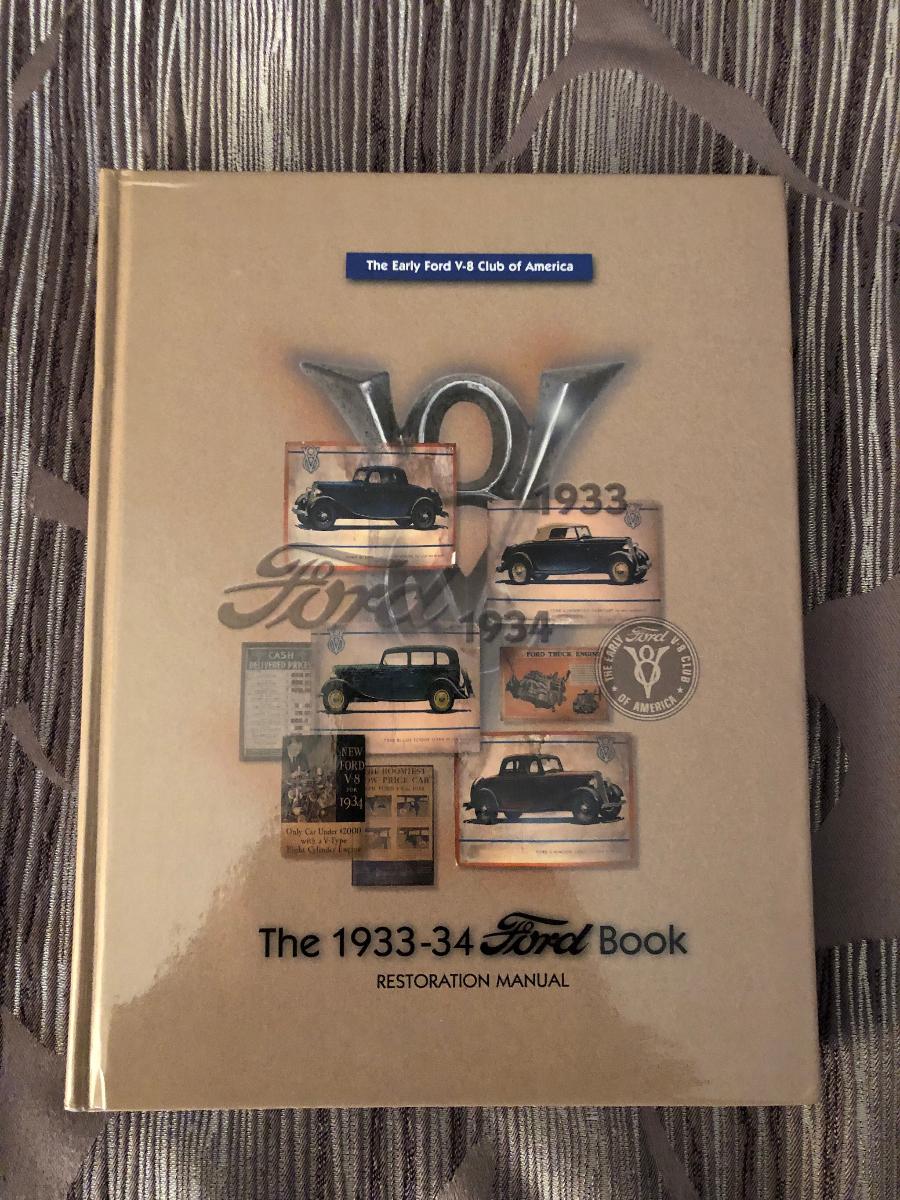 The Early Ford V-8 Club of America
V8
1933
Ford
1934
CASH
DELIVERED PRICES
FORD TRUCK ENGINE
THE EARLY Ford V-8 CLUB
OF AMERICA
NEW
FORD
V-8
FOR
1934
Only Car Under $2000
with a V-Type
Eight Cylinder Engine
THE ROOMIEST
LOW PRICE CAR
The 1933-34 Ford Book
RESTORATION MANUAL